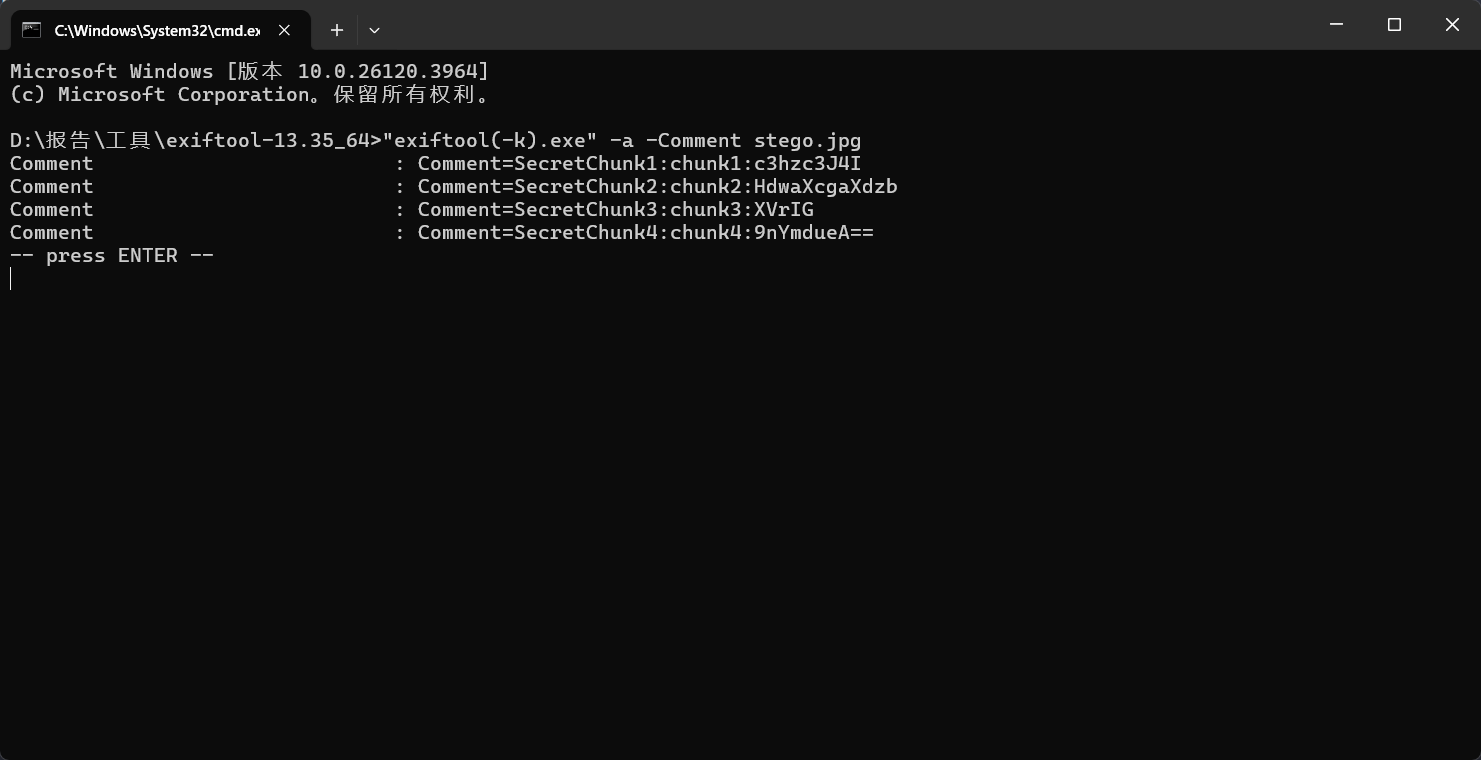 C:\Windows\System32\cmd.ex
Microsoft Windows [版本 10.0.26120.3964]
(c) Microsoft Corporation。保留所有权利。
D:\报告\工具\exiftool-13.35_64>"exiftool(-k).exe" -a -Comment stego.jpg
Comment                         : Comment=SecretChunk1:chunk1:c3hzc3J4I
Comment                         : Comment=SecretChunk2:chunk2:HdwaXcgaXdzb
Comment                         : Comment=SecretChunk3:chunk3:XVrIG
Comment                         : Comment=SecretChunk4:chunk4:9nYmdueA==
-- press ENTER --